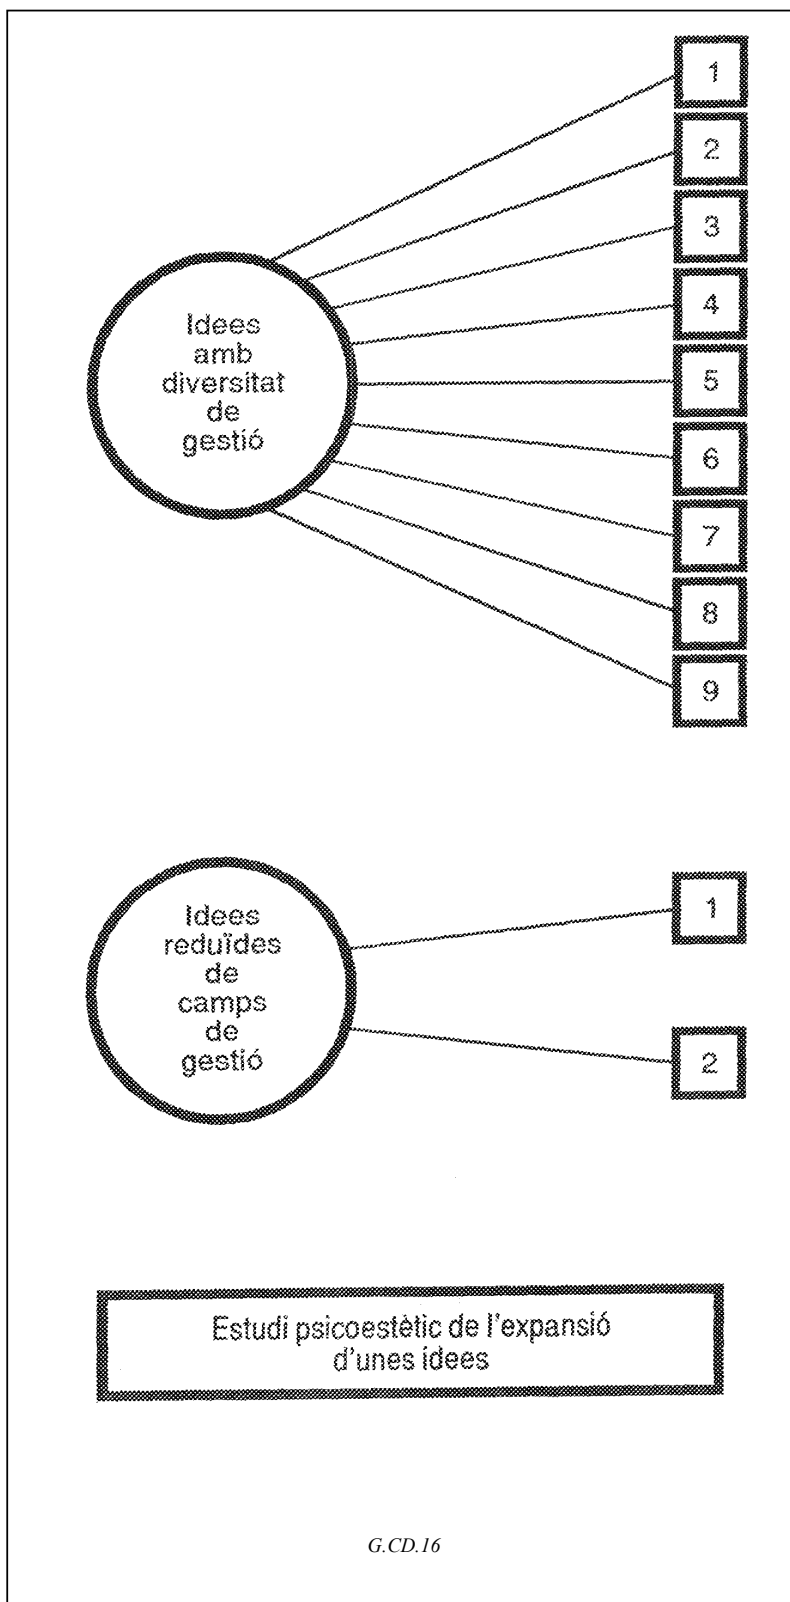 1
2
3
4
5
6
7
8
9
Idees
amb
diversitat
de
gestió
Idees
reduïdes
de
camps
de
gestió
1
2
Estudi psicoestètic de l'expansió
d'unes idees
G.CD.16